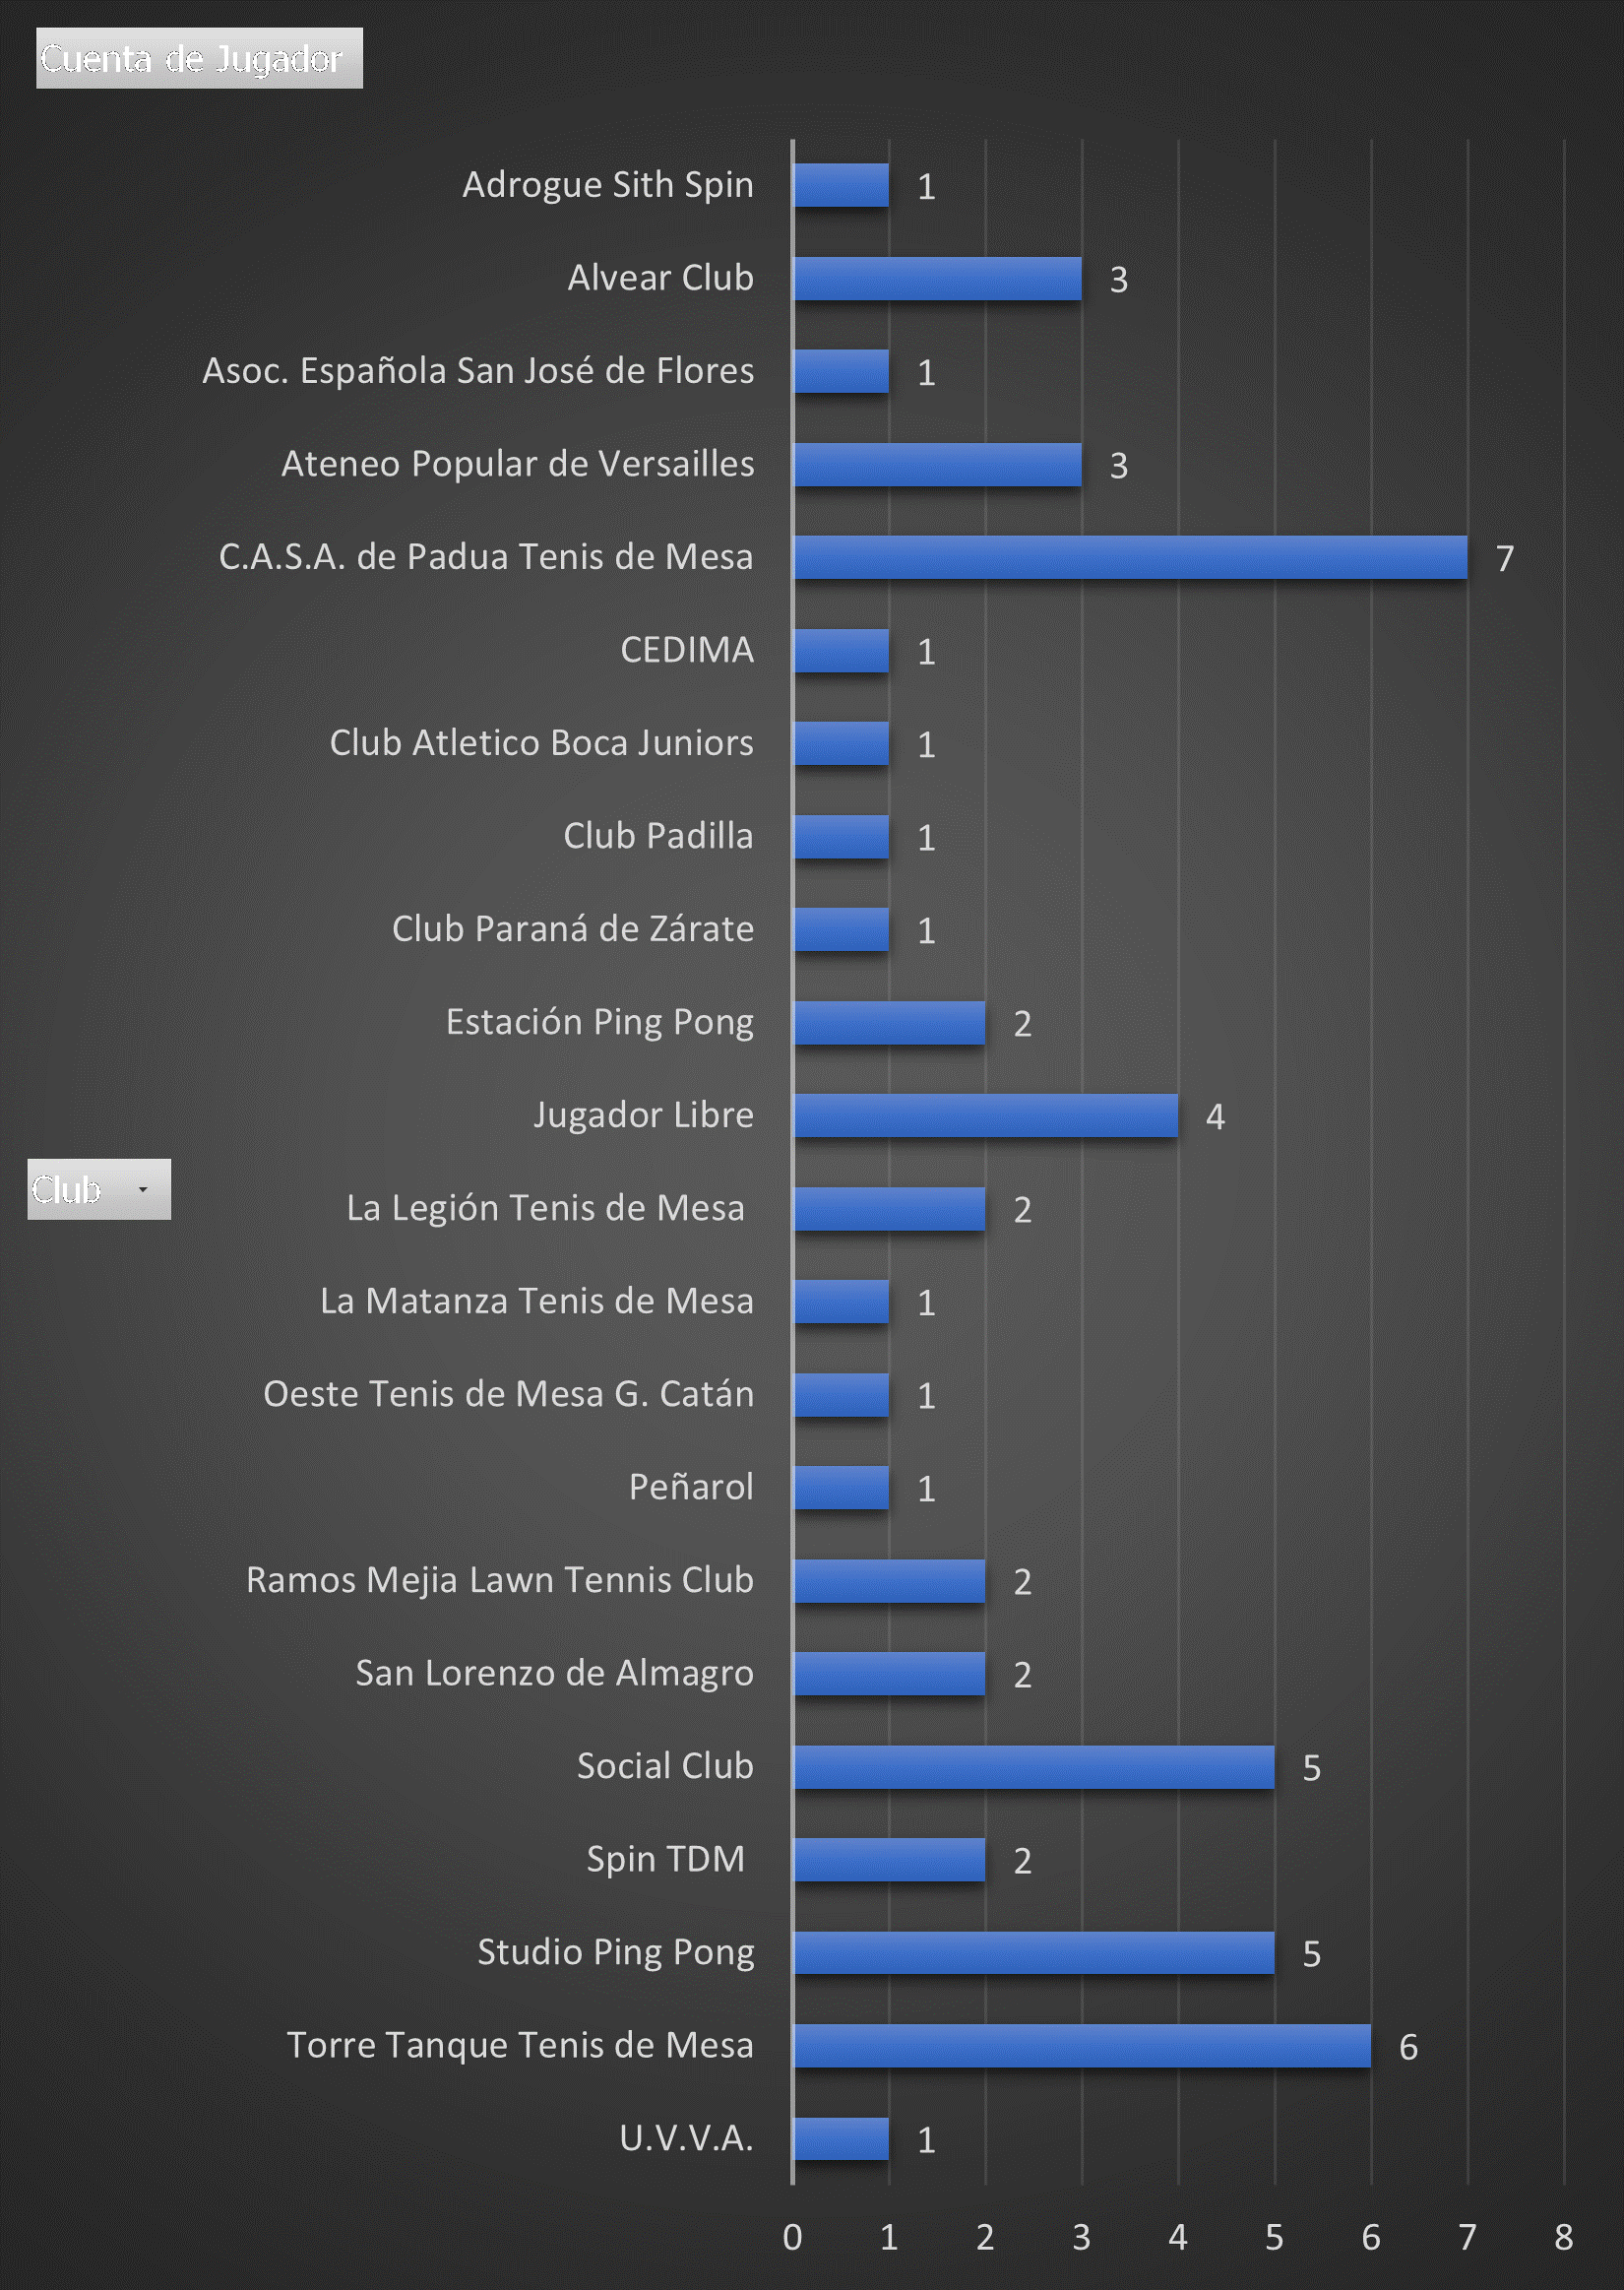 Cuenta de Jugador
Adrogue Sith Spin 1
Alvear Club 3
Asoc. Española San José de Flores 1
Ateneo Popular de Versailles 3
C.A.S.A. de Padua Tenis de Mesa 7
CEDIMA 1
Club Atletico Boca Juniors 1
Club Padilla 1
Club Paraná de Zárate 1
Estación Ping Pong 2
Jugador Libre 4
Club
La Legión Tenis de Mesa 2
La Matanza Tenis de Mesa 1
Oeste Tenis de Mesa G. Catán 1
Peñarol 1
Ramos Mejia Lawn Tennis Club 2
San Lorenzo de Almagro 2
Social Club 5
Spin TDM 2
Studio Ping Pong 5
Torre Tanque Tenis de Mesa 6
U.V.V.A. 1
0 1 2 3 4 5 6 7 8